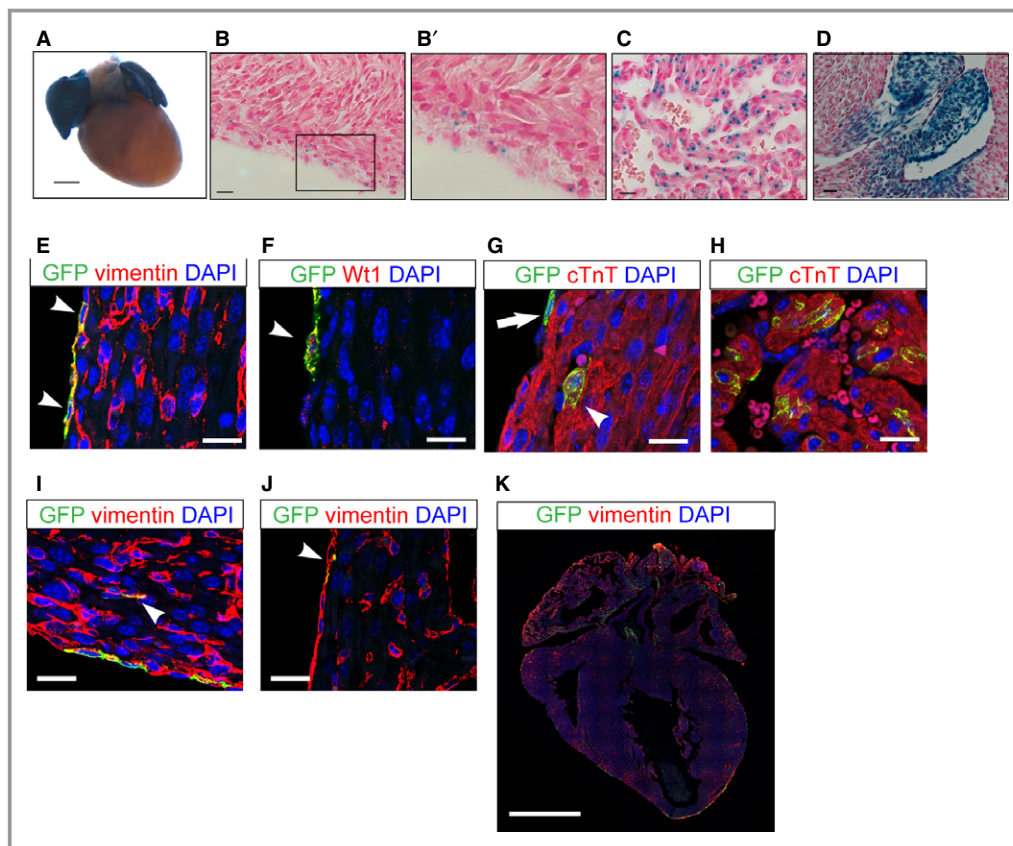 A B B′ C D
E F G H
GFP vimentin DAPI GFP Wt1 DAPI GFP cTnT DAPI GFP cTnT DAPI
I J K
GFP vimentin DAPI GFP vimentin DAPI GFP vimentin DAPI